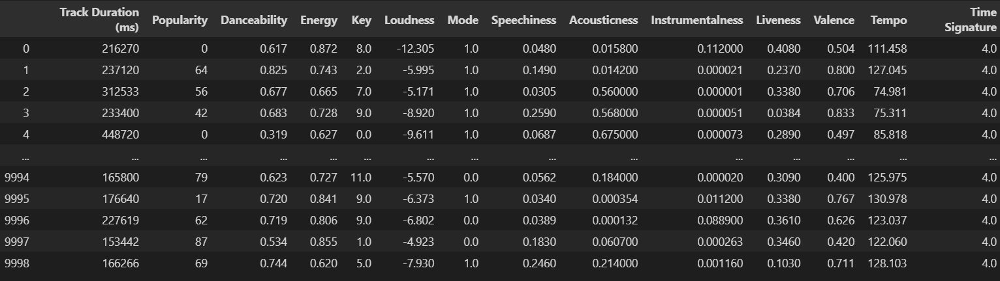 Track Duration (ms) Popularity Danceability Energy Key Loudness Mode Speechiness Acousticness Instrumentalness Liveness Valence Tempo Time Signature
0 216270 0 0.617 0.872 8.0 -12.305 1.0 0.0480 0.015800 0.112000 0.4080 0.504 111.458 4.0
1 237120 64 0.825 0.743 2.0 -5.995 1.0 0.1490 0.014200 0.000021 0.2370 0.800 127.045 4.0
2 312533 56 0.677 0.665 7.0 -5.171 1.0 0.0305 0.560000 0.000001 0.3380 0.706 74.981 4.0
3 233400 42 0.683 0.728 9.0 -8.920 1.0 0.2590 0.568000 0.000051 0.0384 0.833 75.311 4.0
4 448720 0 0.319 0.627 0.0 -9.611 1.0 0.0687 0.675000 0.000073 0.2890 0.497 85.818 4.0
... ... ... ... ... ... ... ... ... ... ... ... ... ... ...
9994 165800 79 0.623 0.727 11.0 -5.570 0.0 0.0562 0.184000 0.000020 0.3090 0.400 125.975 4.0
9995 176640 17 0.720 0.841 9.0 -6.373 1.0 0.0340 0.000354 0.011200 0.3380 0.767 130.978 4.0
9996 227619 62 0.719 0.806 9.0 -6.802 0.0 0.0389 0.000132 0.088900 0.3610 0.626 123.037 4.0
9997 153442 87 0.534 0.855 1.0 -4.923 0.0 0.1830 0.060700 0.000263 0.3460 0.420 122.060 4.0
9998 166266 69 0.744 0.620 5.0 -7.930 1.0 0.2460 0.214000 0.001160 0.1030 0.711 128.103 4.0